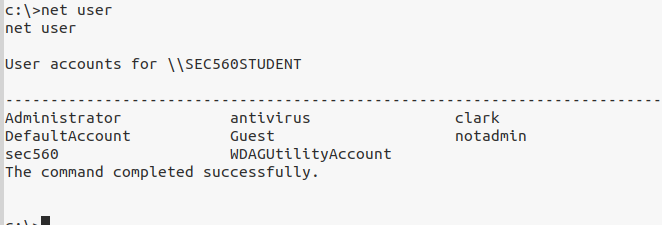 c:\>net user
net user
User accounts for \\SEC560STUDENT
-------------------------------------------------------------------------------
Administrator            antivirus                clark
DefaultAccount           Guest                    notadmin
sec560                   WDAGUtilityAccount
The command completed successfully.
c:\>